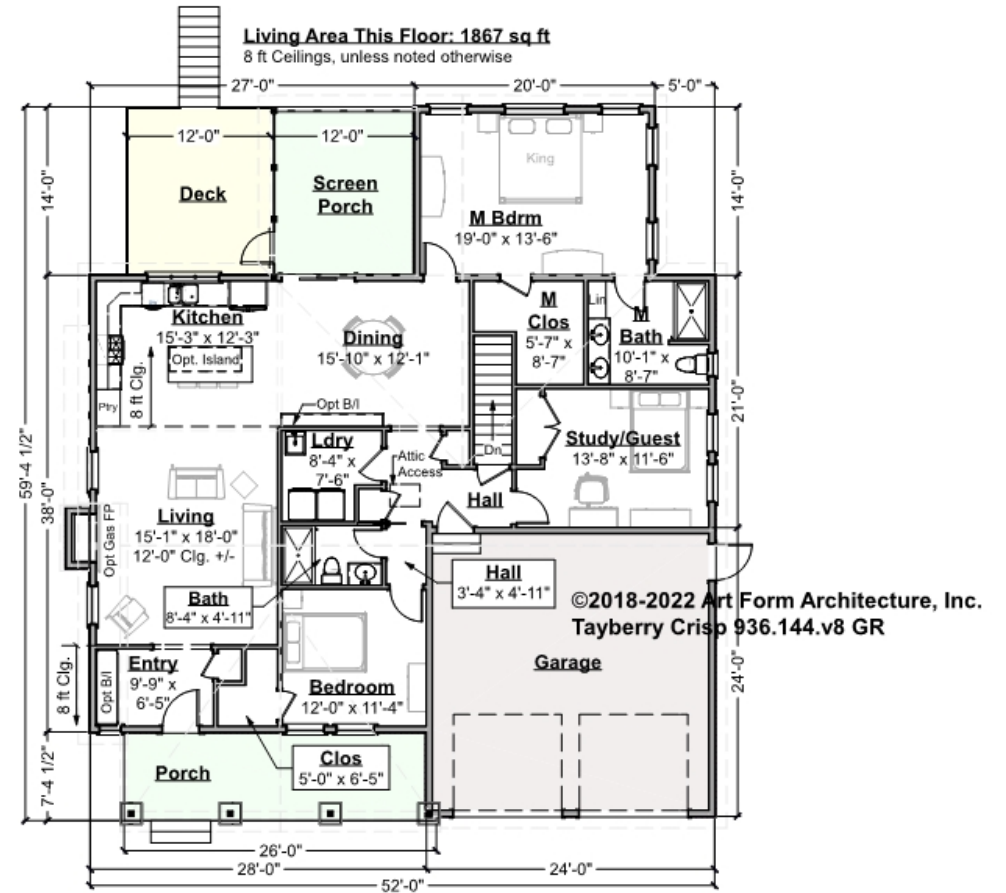 Living Area This Floor: 1867 sq ft
8 ft Ceilings, unless noted otherwise
27'-0"
20'-0"
5'-0"
12'-0"
12'-0"
14'-0"
14'-0"
Deck
Screen
Porch
King
M Bdrm
19'-0" x 13'-6"
Kitchen
15'-3" x 12'-3"
Opt. Island
8 ft Clg.
Ptry
Dining
15'-10" x 12'-1"
M
Clos
5'-7" x
8'-7"
Lin
M
Bath
10'-1" x
8'-7"
21'-0"
59'-4 1/2"
38'-0"
Opt B/I
Ldry
8'-4" x
7'-6"
Attic
Access
Dn
Study/Guest
13'-8" x 11'-6"
Hall
Living
15'-1" x 18'-0"
12'-0" Clg. +/-
Opt Gas FP
Bath
8'-4" x 4'-11"
Hall
3'-4" x 4'-11"
©2018-2022 Art Form Architecture, Inc.
Tayberry Crisp 936.144.v8 GR
Garage
24'-0"
8 ft Clg.
Opt B/I
Entry
9'-9" x
6'-5"
Bedroom
12'-0" x 11'-4"
Clos
5'-0" x 6'-5"
Porch
7'-4 1/2"
26'-0"
28'-0"
24'-0"
52'-0"